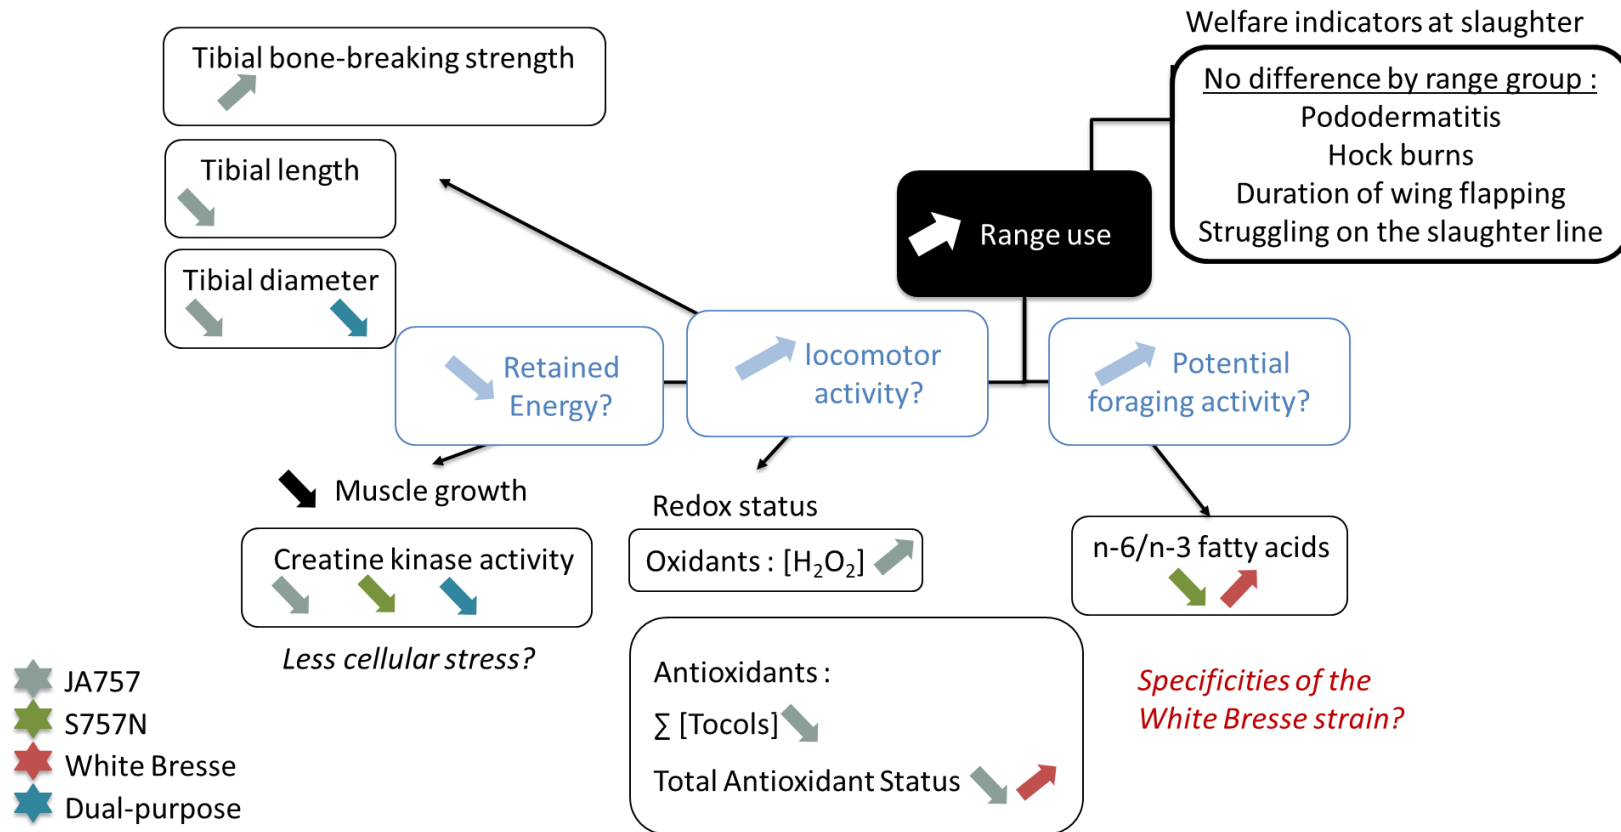 Welfare indicators at slaughter
No difference by range group :
Pododermatitis
Hock burns
Duration of wing flapping
Struggling on the slaughter line
Tibial bone-breaking strength
Tibial length
Tibial diameter
Range use
Retained
Energy?
locomotor
activity?
Potential
foraging activity?
Muscle growth
Creatine kinase activity
Less cellular stress?
Redox status
Oxidants : [H₂O₂]
Antioxidants :
∑ [Tocols]
Total Antioxidant Status
n-6/n-3 fatty acids
Specificities of the
White Bresse strain?
JA757
S757N
White Bresse
Dual-purpose